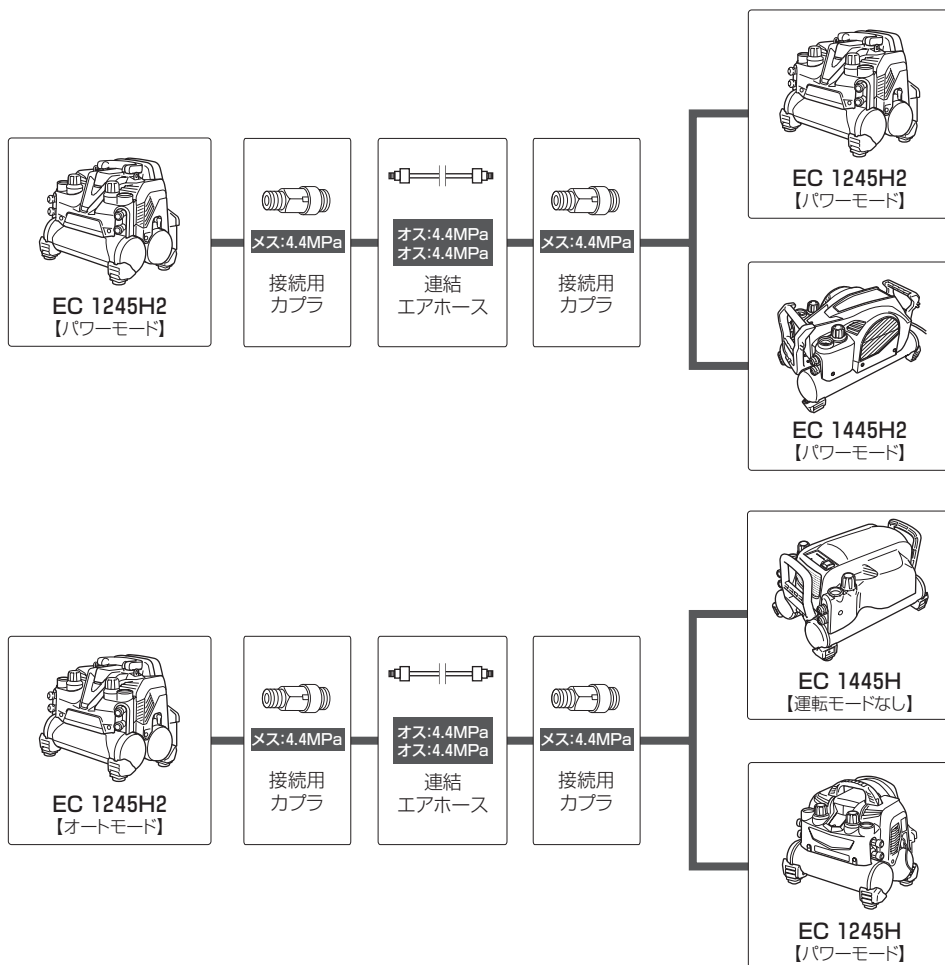 EC 1245H2
【パワーモード】
メス:4.4MPa
接続用
カプラ
オス:4.4MPa
オス:4.4MPa
連結
エアホース
メス:4.4MPa
接続用
カプラ
EC 1245H2
【パワーモード】
EC 1445H2
【パワーモード】
EC 1245H2
【オートモード】
メス:4.4MPa
接続用
カプラ
オス:4.4MPa
オス:4.4MPa
連結
エアホース
メス:4.4MPa
接続用
カプラ
EC 1445H
【運転モードなし】
EC 1245H
【パワーモード】